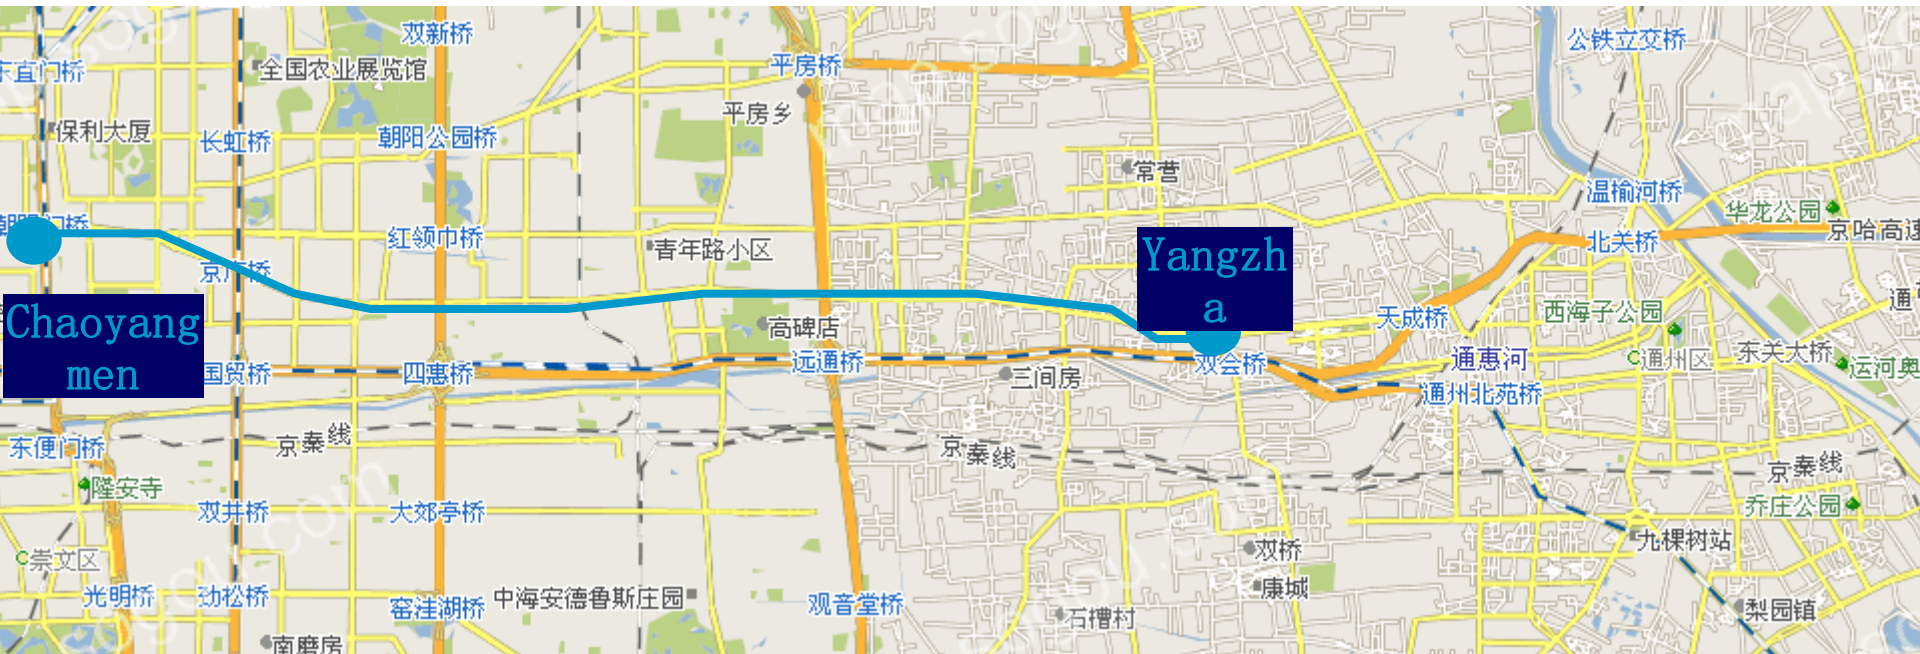 双新桥
公铁立交桥
东直门桥
全国农业展览馆
平房桥
平房乡
保利大厦
长虹桥
朝阳公园桥
常营
温榆河桥
华龙公园
京哈高速
红领巾桥
青年路小区
北关桥
京广桥
Yangzh
a
Chaoyang
men
高碑店
天成桥
西海子公园
通惠河
通州区
东关大桥
运河奥
国贸桥
四惠桥
远通桥
双会桥
三间房
通州北苑桥
东便门桥
京秦线
京秦线
京秦线
隆安寺
双井桥
大郊亭桥
乔庄公园
九棵树站
崇文区
双桥
康城
光明桥
劲松桥
窑洼湖桥
中海安德鲁斯庄园
观音堂桥
石槽村
梨园镇
南磨房